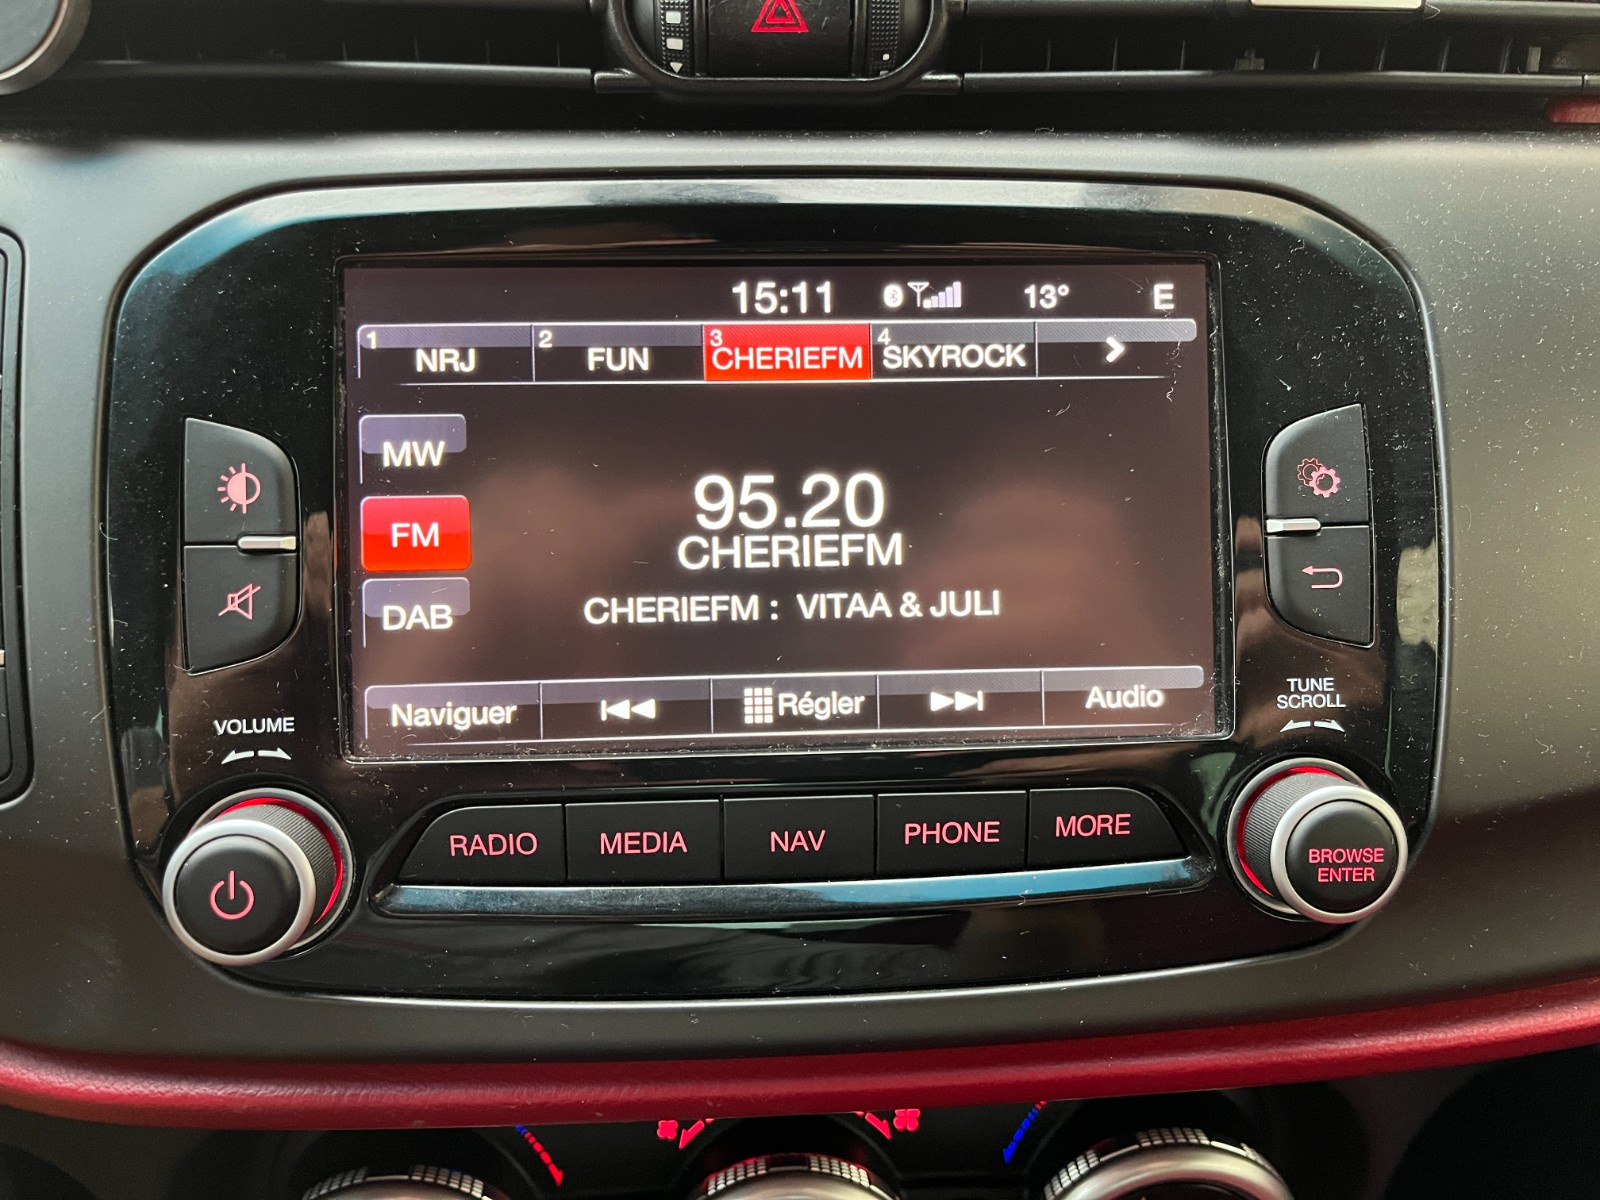 15:11 13° E
1 NRJ 2 FUN 3 CHERIEFM 4 SKYROCK
MW
FM
DAB
95.20
CHERIEFM
CHERIEFM : VITAA & JULI
Naviguer Régler Audio
VOLUME
TUNE
SCROLL
RADIO MEDIA NAV PHONE MORE
BROWSE
ENTER